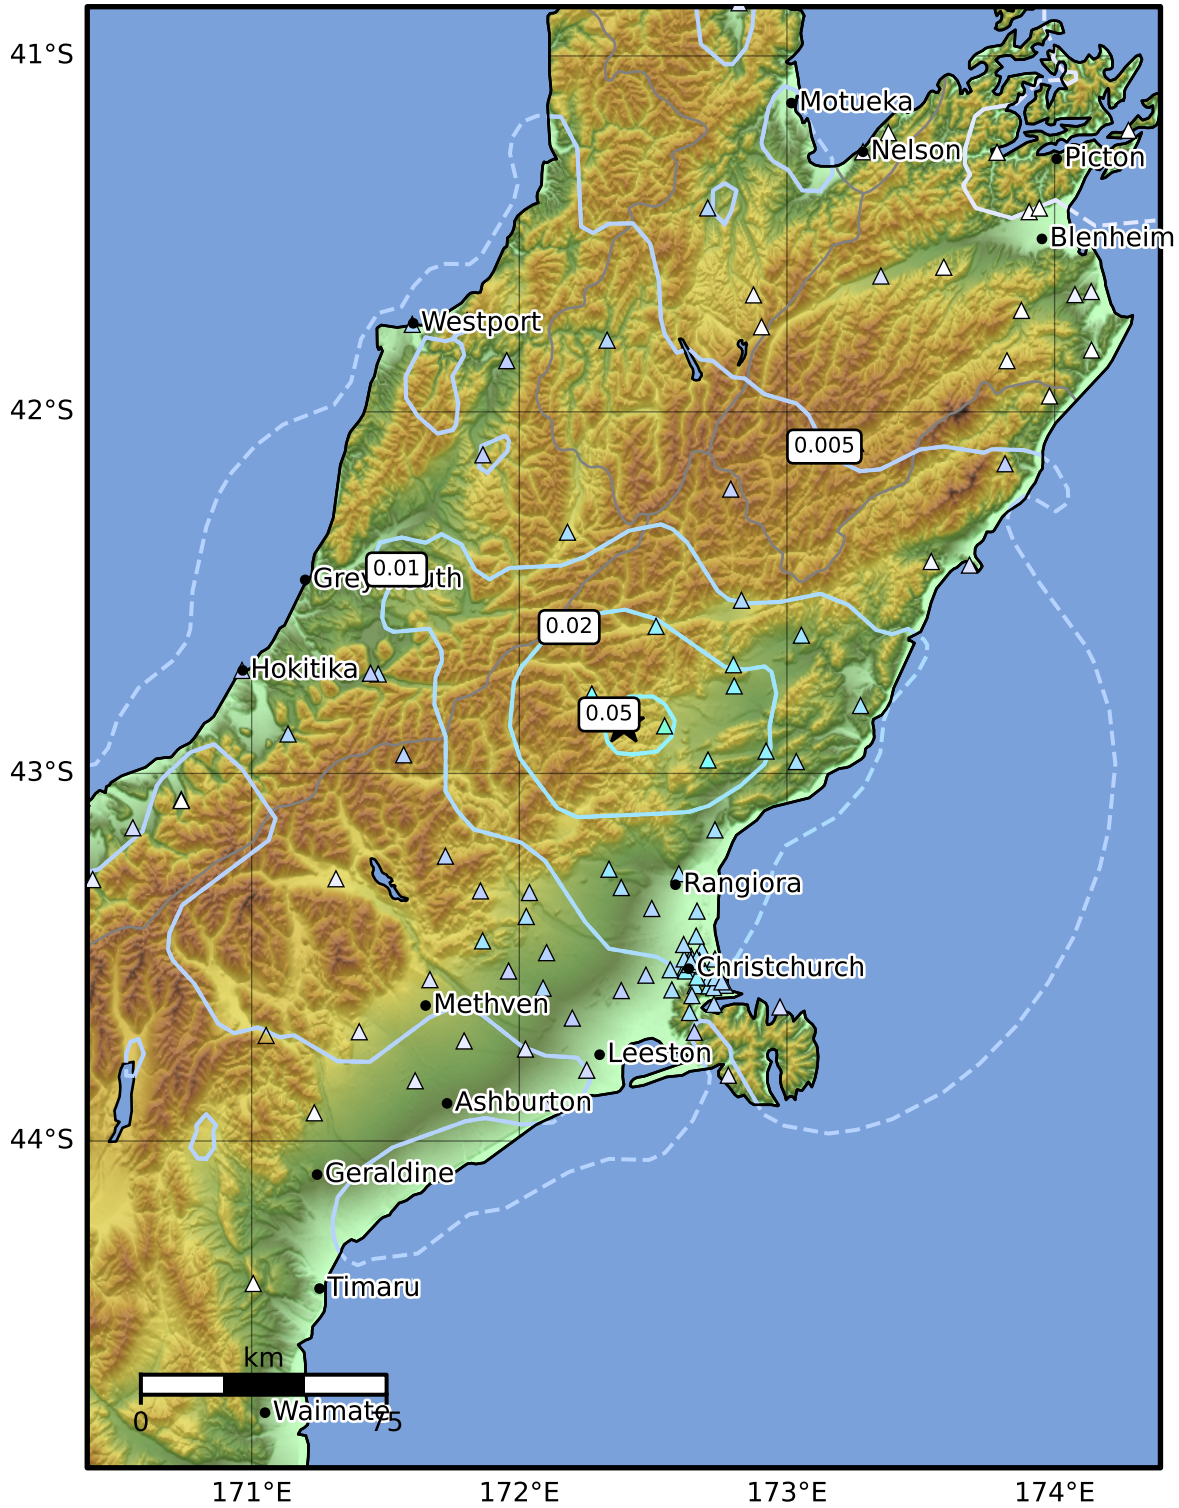 41°S
Motueka
Nelson
Picton
Blenheim
Westport
42°S
0.005
0.01
Greymouth
0.02
Hokitika
0.05
43°S
Rangiora
Christchurch
Methven
Leeston
Ashburton
44°S
Geraldine
Timaru
km
Waimate
0 75
171°E 172°E 173°E 174°E